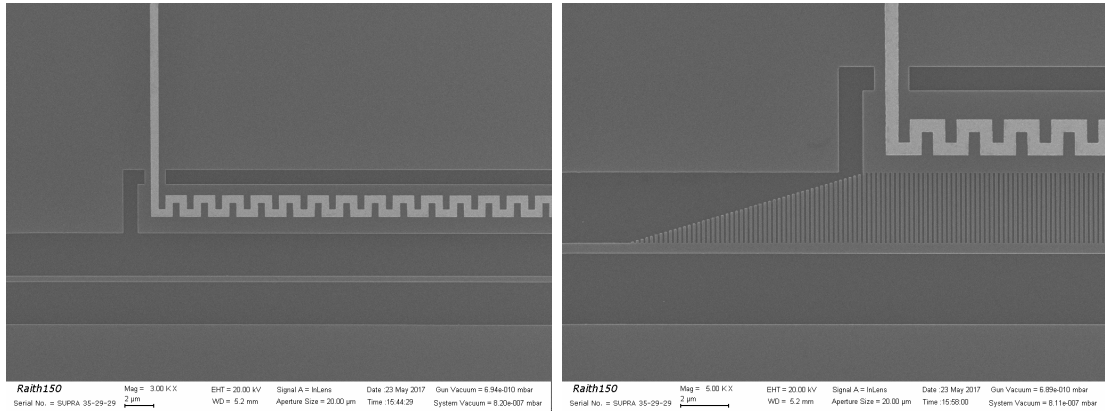 Raith150 Mag = 3.00 K X EHT = 20.00 kV Signal A = InLens Date :23 May 2017 Gun Vacuum = 6.94e-010 mbar
Serial No. = SUPRA 35-29-29 2 µm WD = 5.2 mm Aperture Size = 20.00 µm Time :15:44:29 System Vacuum = 8.20e-007 mbar
Raith150 Mag = 5.00 K X EHT = 20.00 kV Signal A = InLens Date :23 May 2017 Gun Vacuum = 6.89e-010 mbar
Serial No. = SUPRA 35-29-29 2 µm WD = 5.2 mm Aperture Size = 20.00 µm Time :15:58:00 System Vacuum = 8.11e-007 mbar